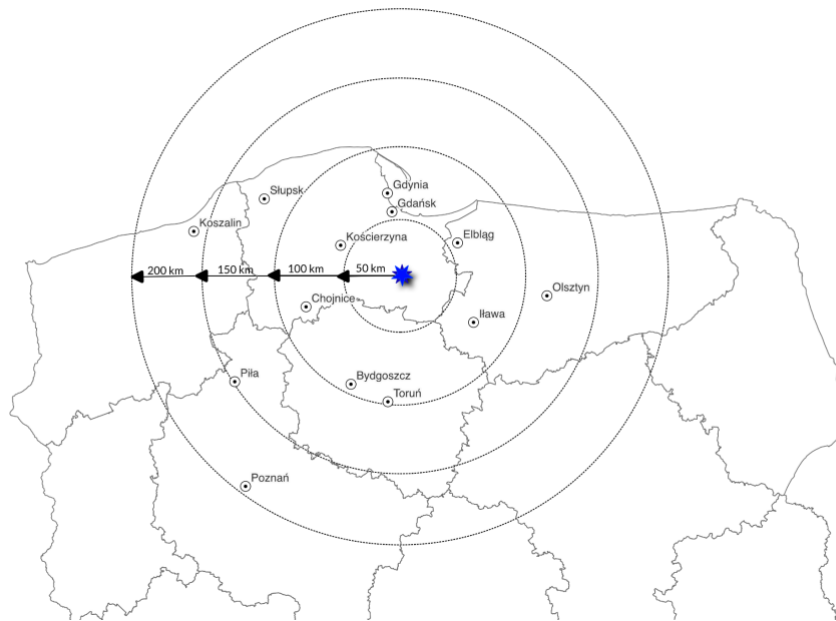 Słupsk
Gdynia
Gdańsk
Koszalin
Kościerzyna
Elbląg
200 km
150 km
100 km
50 km
Olsztyn
Chojnice
Iława
Piła
Bydgoszcz
Toruń
Poznań